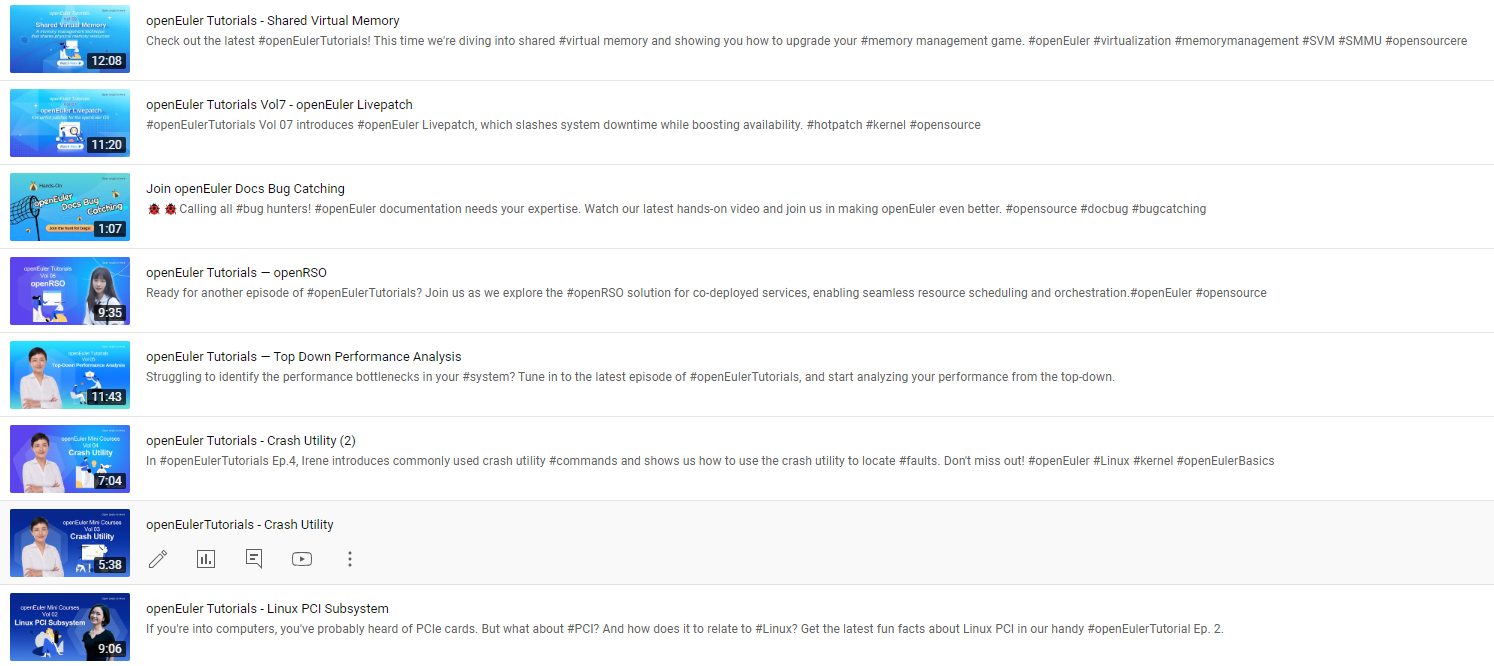 openEuler Tutorials
Shared Virtual Memory
A memory management technique
that shares physical memory resources
12:08
openEuler Tutorials - Shared Virtual Memory
Check out the latest #openEulerTutorials! This time we're diving into shared #virtual memory and showing you how to upgrade your #memory management game. #openEuler #virtualization #memorymanagement #SVM #SMMU #opensourcere
openEuler Tutorials
openEuler Livepatch
11:20
openEuler Tutorials Vol7 - openEuler Livepatch
#openEulerTutorials Vol 07 introduces #openEuler Livepatch, which slashes system downtime while boosting availability. #hotpatch #kernel #opensource
Hands-On
openEuler
Docs Bug
Catching
Join the hunt for bugs!
1:07
Join openEuler Docs Bug Catching
🐞 🐞 Calling all #bug hunters! #openEuler documentation needs your expertise. Watch our latest hands-on video and join us in making openEuler even better. #opensource #docbug #bugcatching
openEuler Tutorials
Vol 06
openRSO
9:35
openEuler Tutorials — openRSO
Ready for another episode of #openEulerTutorials? Join us as we explore the #openRSO solution for co-deployed services, enabling seamless resource scheduling and orchestration.#openEuler #opensource
openEuler Tutorials
Vol 05
Top-Down Performance Analysis
11:43
openEuler Tutorials — Top Down Performance Analysis
Struggling to identify the performance bottlenecks in your #system? Tune in to the latest episode of #openEulerTutorials, and start analyzing your performance from the top-down.
openEuler Mini Courses
Vol 04
Crash Utility
7:04
openEuler Tutorials - Crash Utility (2)
In #openEulerTutorials Ep.4, Irene introduces commonly used crash utility #commands and shows us how to use the crash utility to locate #faults. Don't miss out! #openEuler #Linux #kernel #openEulerBasics
openEuler Mini Courses
Vol 03
Crash Utility
5:38
openEulerTutorials - Crash Utility
openEuler Mini Courses
Vol 02
Linux PCI Subsystem
9:06
openEuler Tutorials - Linux PCI Subsystem
If you're into computers, you've probably heard of PCIe cards. But what about #PCI? And how does it to relate to #Linux? Get the latest fun facts about Linux PCI in our handy #openEulerTutorial Ep. 2.